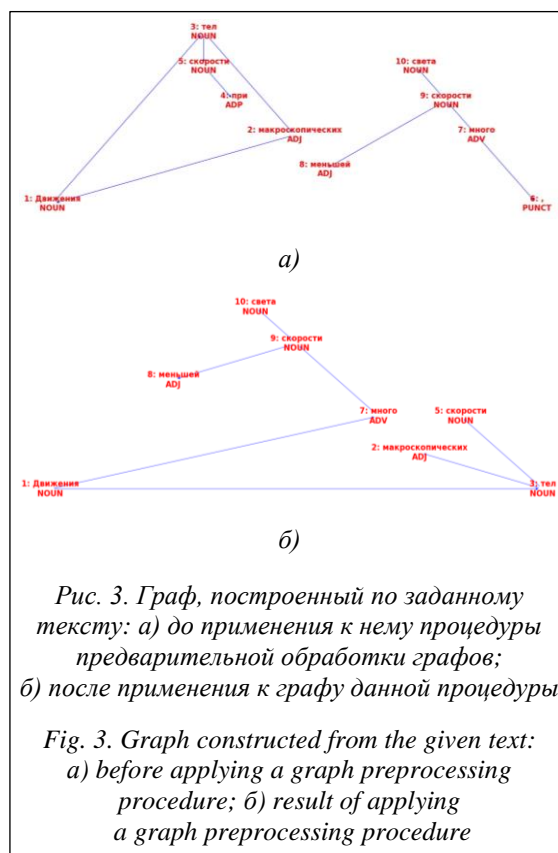 3: тел
NOUN
5: скорости
NOUN
4: при
ADP
2: макроскопических
ADJ
1: Движения
NOUN
10: света
NOUN
9: скорости
NOUN
7: много
ADV
8: меньшей
ADJ
6: ,
PUNCT
а)
10: света
NOUN
9: скорости
NOUN
8: меньшей
ADJ
7: много
ADV
5: скорости
NOUN
2: макроскопических
ADJ
1: Движения
NOUN
3: тел
NOUN
б)
Рис. 3. Граф, построенный по заданному
тексту: а) до применения к нему процедуры
предварительной обработки графов;
б) после применения к графу данной процедуры
Fig. 3. Graph constructed from the given text:
a) before applying a graph preprocessing
procedure; б) result of applying
a graph preprocessing procedure